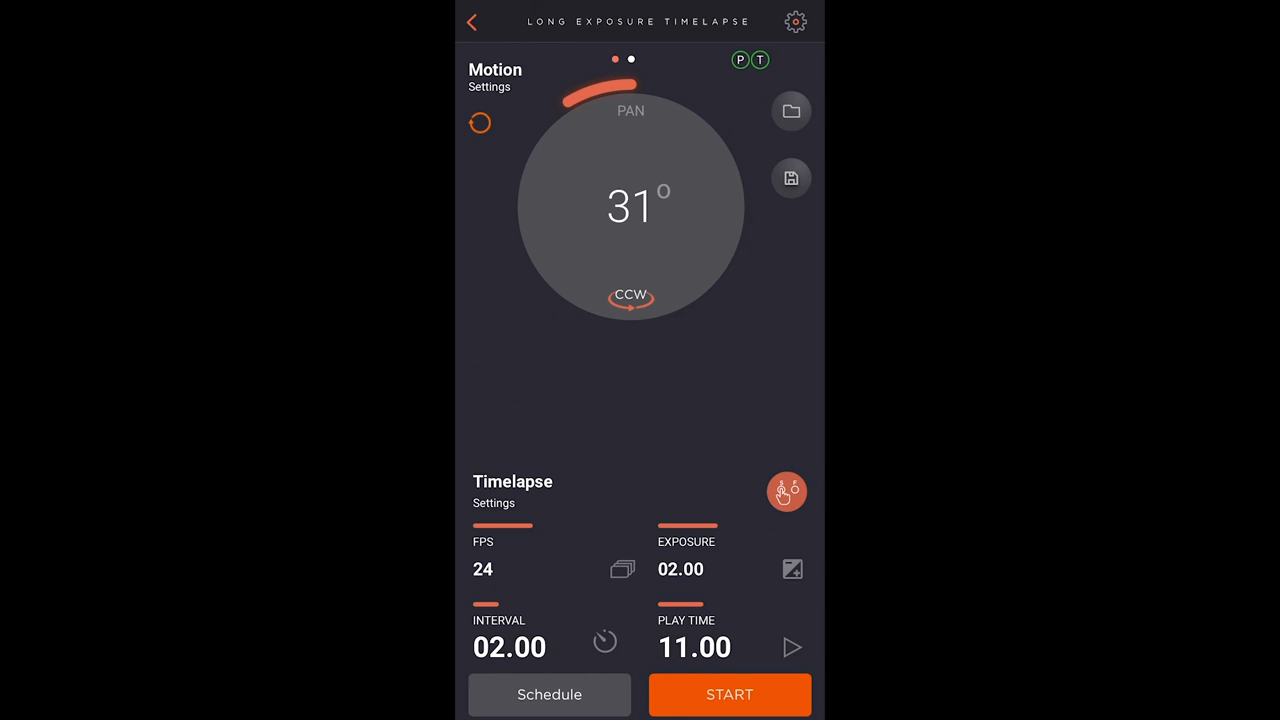 LONG EXPOSURE TIMELAPSE
Motion
Settings
P T
PAN
31°
CCW
Timelapse
Settings
S F
FPS
24
EXPOSURE
02.00
INTERVAL
02.00
PLAY TIME
11.00
Schedule
START